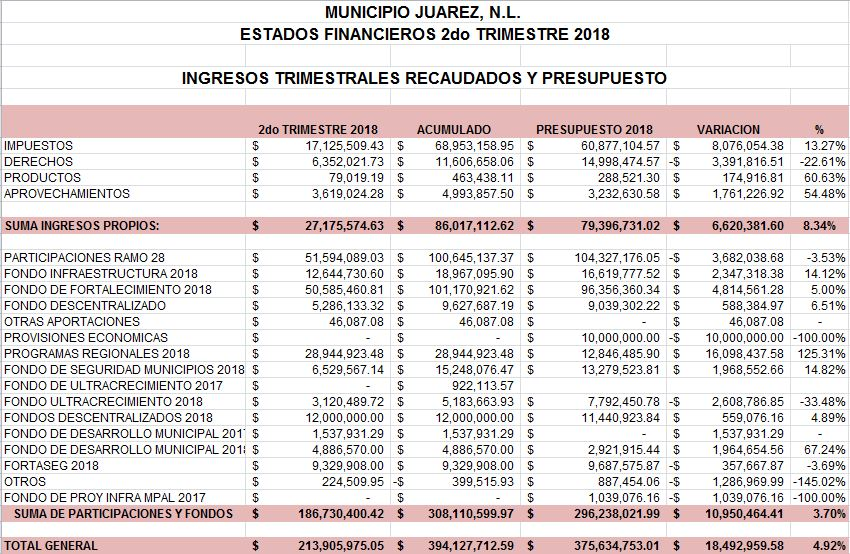 MUNICIPIO JUAREZ, N.L.
ESTADOS FINANCIEROS 2do TRIMESTRE 2018
INGRESOS TRIMESTRALES RECAUDADOS Y PRESUPUESTO
2do TRIMESTRE 2018 ACUMULADO PRESUPUESTO 2018 VARIACION %
IMPUESTOS $ 17,125,509.43 $ 68,953,158.95 $ 60,877,104.57 $ 8,076,054.38 13.27%
DERECHOS $ 6,352,021.73 $ 11,606,658.06 $ 14,998,474.57 -$ 3,391,816.51 -22.61%
PRODUCTOS $ 79,019.19 $ 463,438.11 $ 288,521.30 $ 174,916.81 60.63%
APROVECHAMIENTOS $ 3,619,024.28 $ 4,993,857.50 $ 3,232,630.58 $ 1,761,226.92 54.48%
SUMA INGRESOS PROPIOS: $ 27,175,574.63 $ 86,017,112.62 $ 79,396,731.02 $ 6,620,381.60 8.34%
PARTICIPACIONES RAMO 28 $ 51,594,089.03 $ 100,645,137.37 $ 104,327,176.05 -$ 3,682,038.68 -3.53%
FONDO INFRAESTRUCTURA 2018 $ 12,644,730.60 $ 18,967,095.90 $ 16,619,777.52 $ 2,347,318.38 14.12%
FONDO DE FORTALECIMIENTO 2018 $ 50,585,460.81 $ 101,170,921.62 $ 96,356,360.34 $ 4,814,561.28 5.00%
FONDO DESCENTRALIZADO $ 5,286,133.32 $ 9,627,687.19 $ 9,039,302.22 $ 588,384.97 6.51%
OTRAS APORTACIONES $ 46,087.08 $ 46,087.08 $ - $ 46,087.08 -
PROVISIONES ECONOMICAS $ - $ - $ 10,000,000.00 -$ 10,000,000.00 -100.00%
PROGRAMAS REGIONALES 2018 $ 28,944,923.48 $ 28,944,923.48 $ 12,846,485.90 $ 16,098,437.58 125.31%
FONDO DE SEGURIDAD MUNICIPIOS 2018 $ 6,529,567.14 $ 15,248,076.47 $ 13,279,523.81 $ 1,968,552.66 14.82%
FONDO DE ULTRACRECIMIENTO 2017 $ - $ 922,113.57
FONDO ULTRACRECIMIENTO 2018 $ 3,120,489.72 $ 5,183,663.93 $ 7,792,450.78 -$ 2,608,786.85 -33.48%
FONDOS DESCENTRALIZADOS 2018 $ 12,000,000.00 $ 12,000,000.00 $ 11,440,923.84 $ 559,076.16 4.89%
FONDO DE DESARROLLO MUNICIPAL 201 $ 1,537,931.29 $ 1,537,931.29 $ - $ 1,537,931.29 -
FONDO DE DESARROLLO MUNICIPAL 201 $ 4,886,570.00 $ 4,886,570.00 $ 2,921,915.44 $ 1,964,654.56 67.24%
FORTASEG 2018 $ 9,329,908.00 $ 9,329,908.00 $ 9,687,575.87 -$ 357,667.87 -3.69%
OTROS $ 224,509.95 -$ 399,515.93 $ 887,454.06 -$ 1,286,969.99 -145.02%
FONDO DE PROY INFRA MPAL 2017 $ - $ - $ 1,039,076.16 -$ 1,039,076.16 -100.00%
SUMA DE PARTICIPACIONES Y FONDOS $ 186,730,400.42 $ 308,110,599.97 $ 296,238,021.99 $ 10,950,464.41 3.70%
TOTAL GENERAL $ 213,905,975.05 $ 394,127,712.59 $ 375,634,753.01 $ 18,492,959.58 4.92%